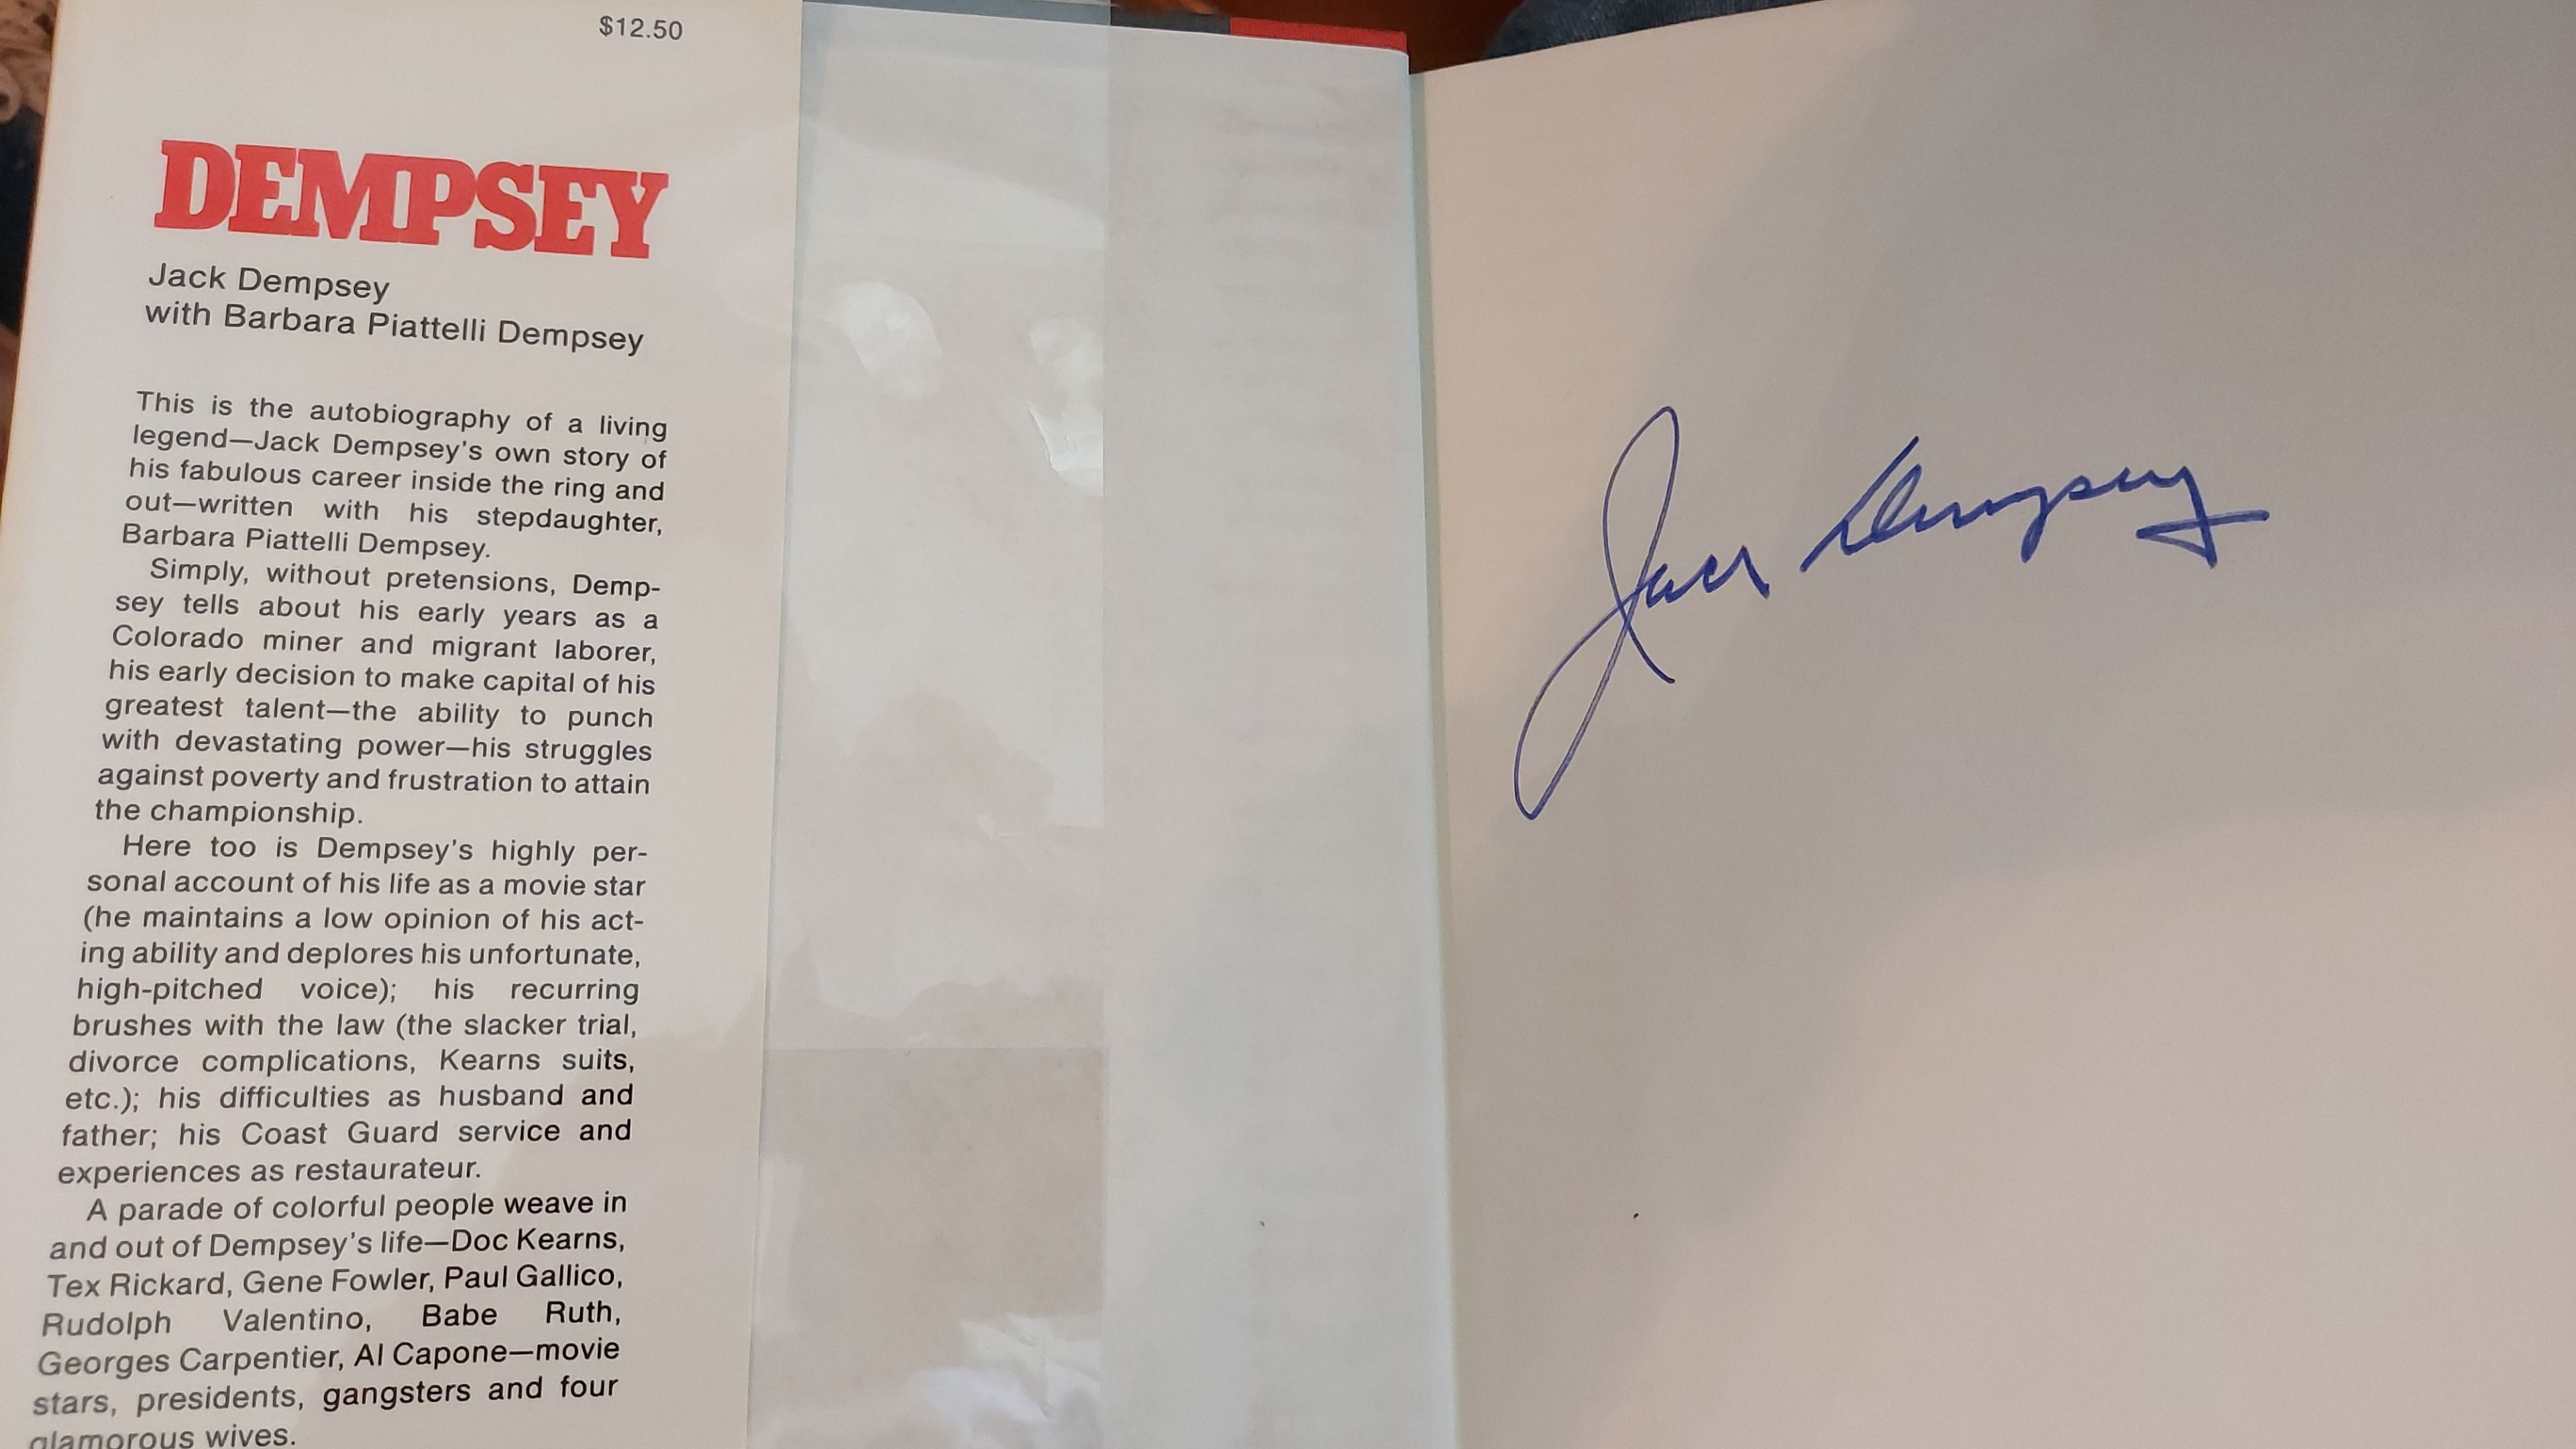 $12.50
DEMPSEY
Jack Dempsey
with Barbara Piattelli Dempsey
This is the autobiography of a living
legend—Jack Dempsey's own story of
his fabulous career inside the ring and
out—written with his stepdaughter,
Barbara Piattelli Dempsey.
Simply, without pretensions, Demp-
sey tells about his early years as a
Colorado miner and migrant laborer,
his early decision to make capital of his
greatest talent—the ability to punch
with devastating power—his struggles
against poverty and frustration to attain
the championship.
Here too is Dempsey's highly per-
sonal account of his life as a movie star
(he maintains a low opinion of his act-
ing ability and deplores his unfortunate,
high-pitched voice); his recurring
brushes with the law (the slacker trial,
divorce complications, Kearns suits,
etc.); his difficulties as husband and
father; his Coast Guard service and
experiences as restaurateur.
A parade of colorful people weave in
and out of Dempsey's life—Doc Kearns,
Tex Rickard, Gene Fowler, Paul Gallico,
Rudolph Valentino, Babe Ruth,
Georges Carpentier, Al Capone—movie
stars, presidents, gangsters and four
glamorous wives.
Jack Dempsey